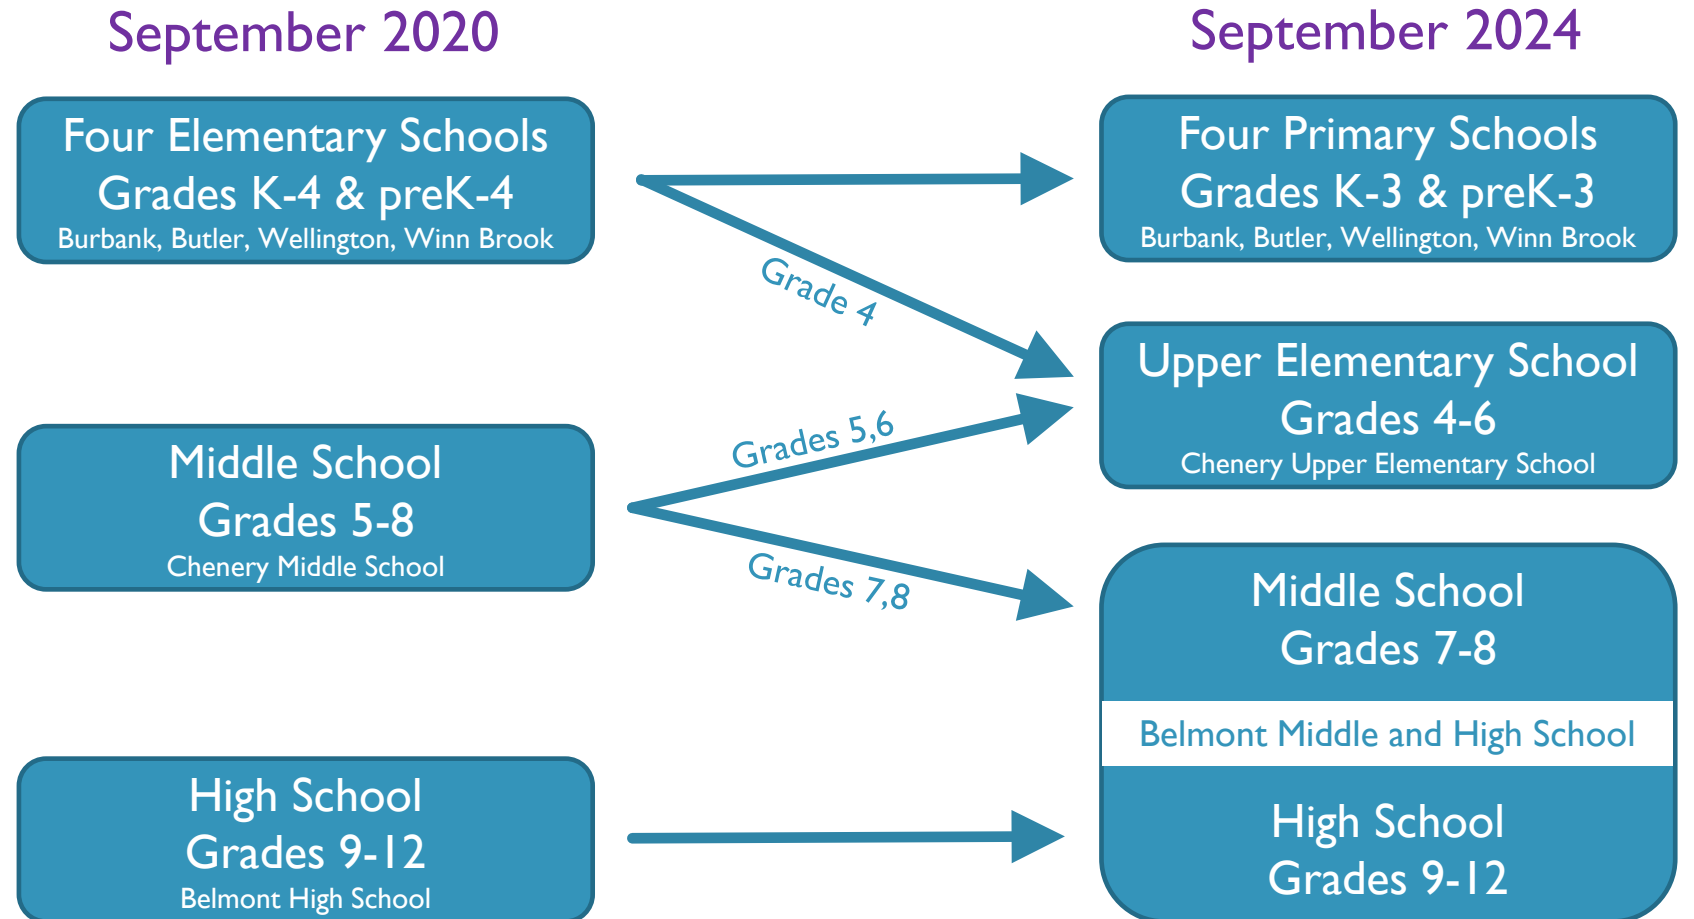 September 2020
September 2024
Four Elementary Schools
Grades K-4 & preK-4
Burbank, Butler, Wellington, Winn Brook
Four Primary Schools
Grades K-3 & preK-3
Burbank, Butler, Wellington, Winn Brook
Grade 4
Upper Elementary School
Grades 4-6
Chenery Upper Elementary School
Middle School
Grades 5-8
Chenery Middle School
Grades 5,6
Grades 7,8
Middle School
Grades 7-8
Belmont Middle and High School
High School
Grades 9-12
High School
Grades 9-12
Belmont High School